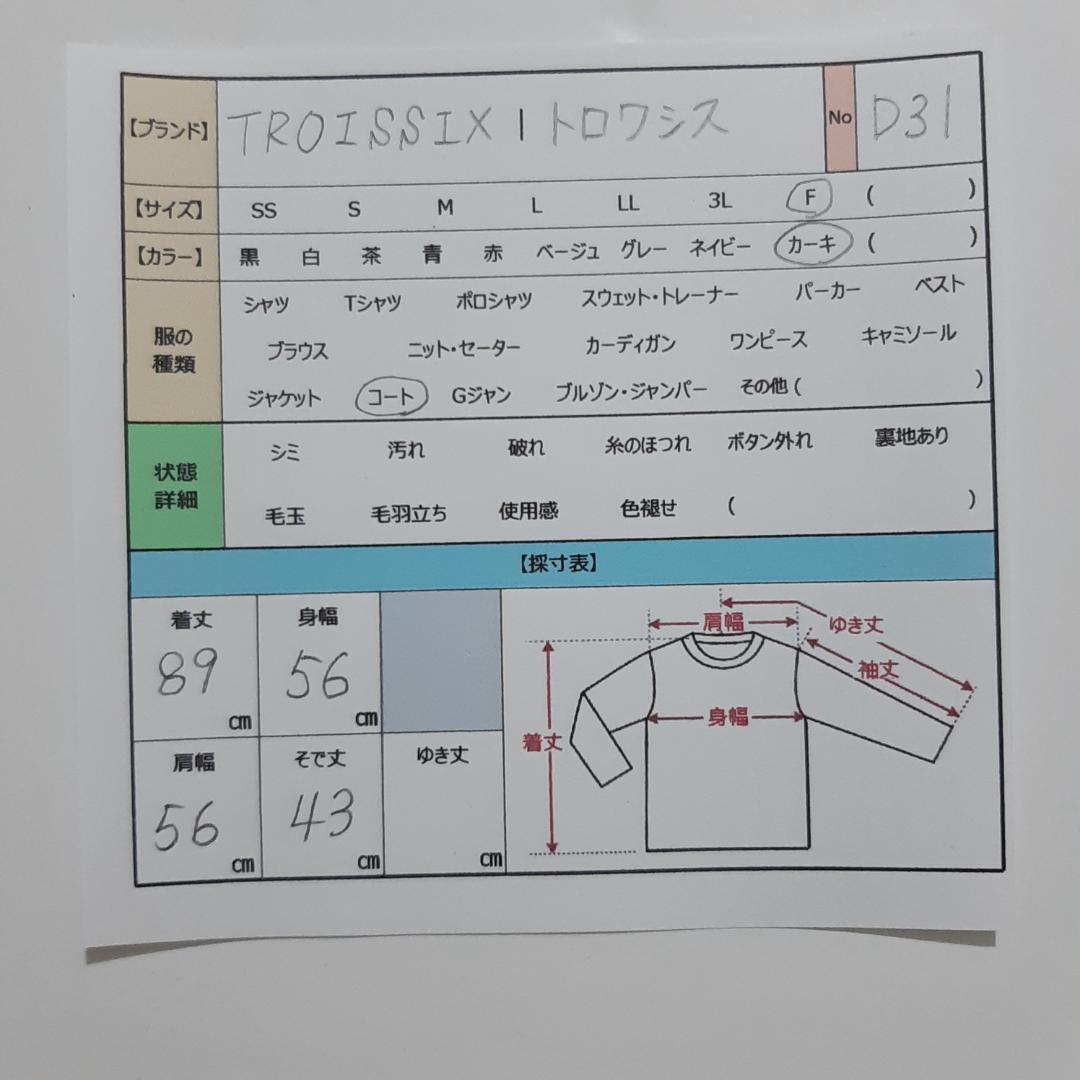 【ブランド】 TROISSIX | トロワシス No D31
【サイズ】 SS S M L LL 3L F ( )
【カラー】 黒 白 茶 青 赤 ベージュ グレー ネイビー カーキ ( )
服の種類
シャツ Tシャツ ポロシャツ スウェット・トレーナー パーカー ベスト
ブラウス ニット・セーター カーディガン ワンピース キャミソール
ジャケット コート Gジャン ブルゾン・ジャンパー その他 ( )
状態詳細
シミ 汚れ 破れ 糸のほつれ ボタン外れ 裏地あり
毛玉 毛羽立ち 使用感 色褪せ ( )
【採寸表】
着丈 身幅
89 cm 56 cm
肩幅 そで丈 ゆき丈
56 cm 43 cm cm
肩幅 ゆき丈
袖丈
身幅
着丈